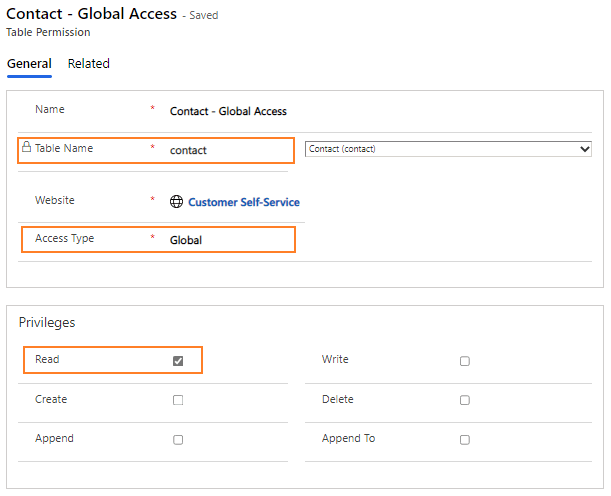 Contact - Global Access - Saved
Table Permission
General Related
Name * Contact - Global Access
Table Name * contact Contact (contact)
Website * Customer Self-Service
Access Type * Global
Privileges
Read Write
Create Delete
Append Append To